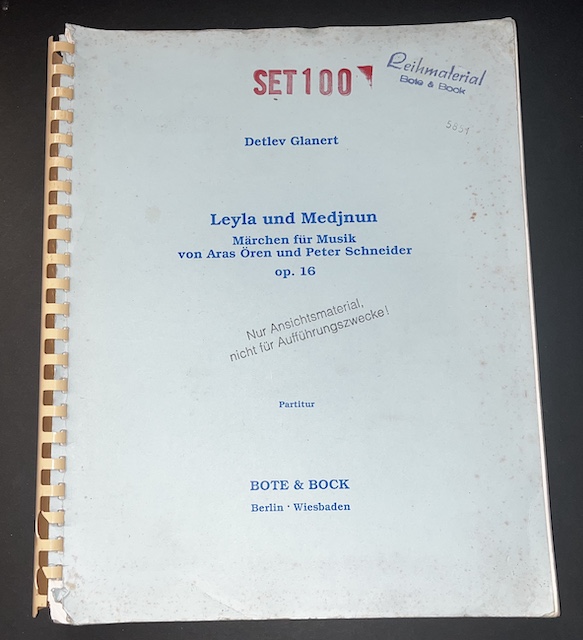 SET 100
Leihmaterial
Bote & Bock
5851
Detlev Glanert
Leyla und Medjnun
Märchen für Musik
von Aras Ören und Peter Schneider
op. 16
Nur Ansichtsmaterial,
nicht für Aufführungszwecke!
Partitur
BOTE & BOCK
Berlin · Wiesbaden